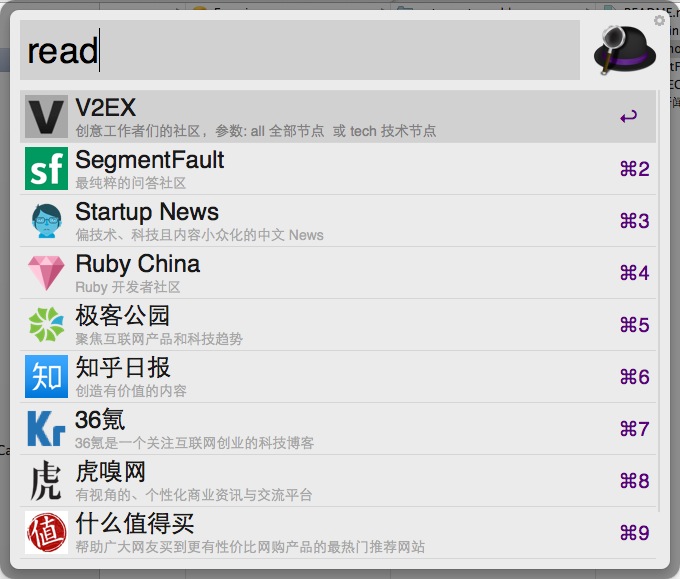 README.m
read
V
V2EX
创意工作者们的社区，参数: all 全部节点 或 tech 技术节点
sf
SegmentFault
⌘2
最纯粹的问答社区
Startup News
⌘3
偏技术、科技且内容小众化的中文 News
Ruby China
⌘4
Ruby 开发者社区
极客公园
⌘5
聚焦互联网产品和科技趋势
知
知乎日报
⌘6
创造有价值的内容
Kr
36氪
⌘7
36氪是一个关注互联网创业的科技博客
虎
虎嗅网
⌘8
有视角的、个性化商业资讯与交流平台
值
什么值得买
⌘9
帮助广大网友买到更有性价比网购产品的最热门推荐网站